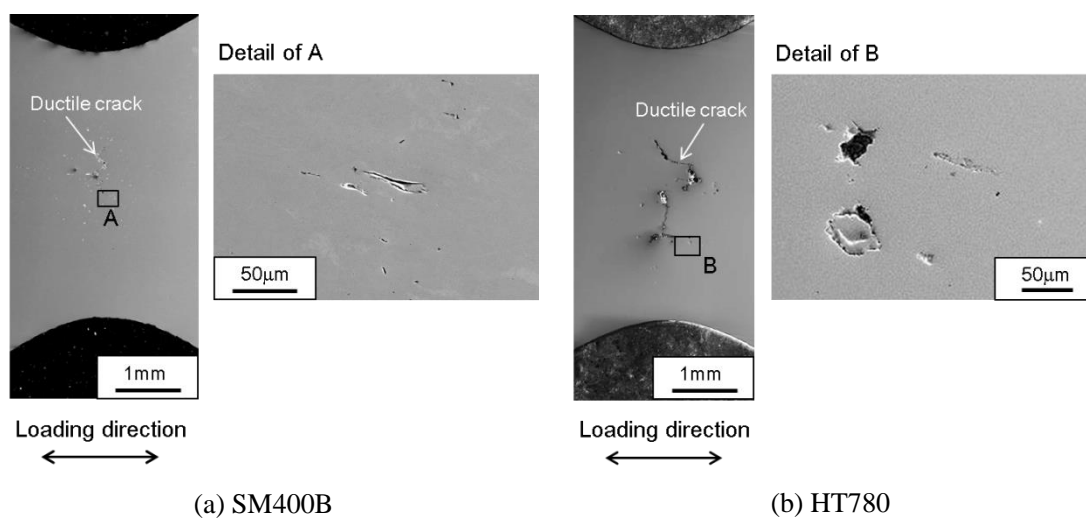 Ductile crack
A
1mm
Loading direction
Detail of A
50μm
(a) SM400B
Ductile crack
B
1mm
Loading direction
Detail of B
50μm
(b) HT780